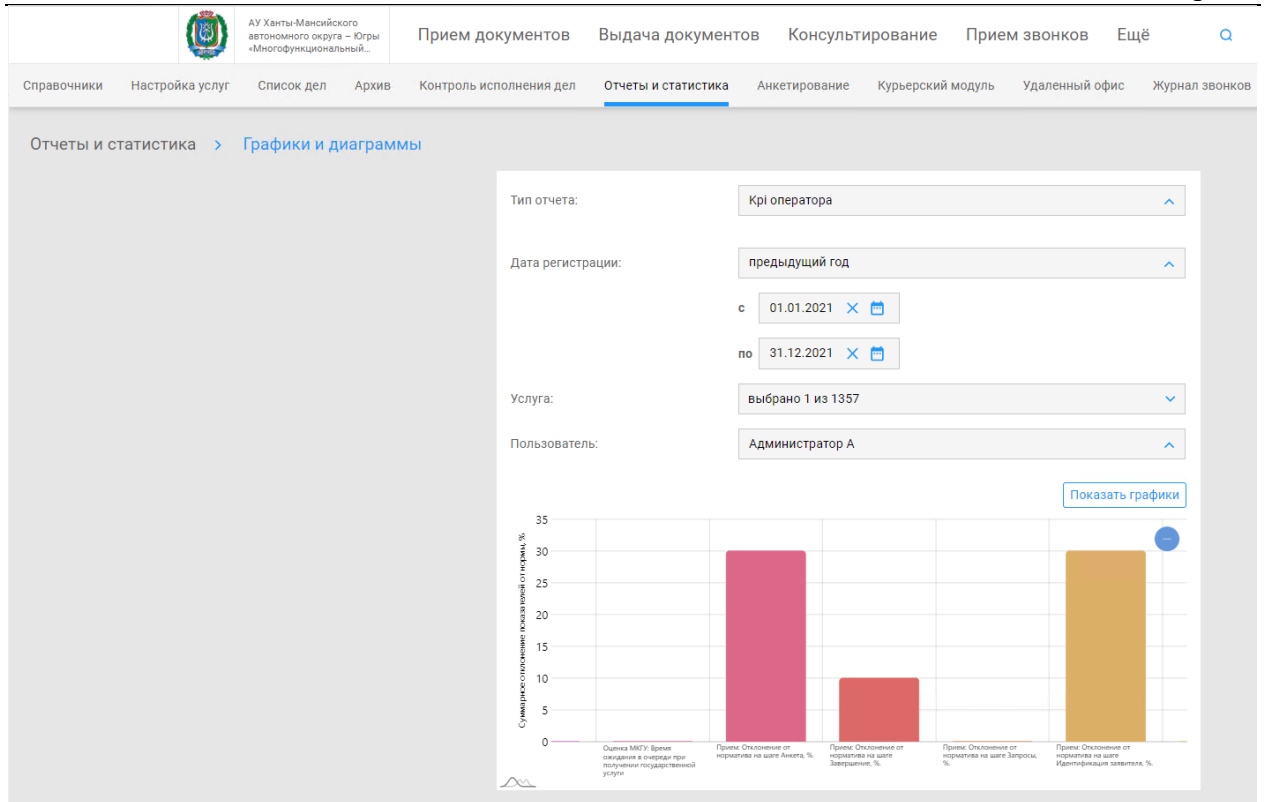 АУ Ханты-Мансийского
автономного округа – Югры
«Многофункциональный...
Прием документов Выдача документов Консультирование Прием звонков Ещё
Справочники Настройка услуг Список дел Архив Контроль исполнения дел Отчеты и статистика Анкетирование Курьерский модуль Удаленный офис Журнал звонков
Отчеты и статистика > Графики и диаграммы
Тип отчета: Kpi оператора
Дата регистрации: предыдущий год
с 01.01.2021
по 31.12.2021
Услуга: выбрано 1 из 1357
Пользователь: Администратор А
Показать графики
Суммарное отклонение показателей от нормы, %
35
30
25
20
15
10
5
0
Оценка МКГУ: Время
ожидания в очереди при
получении государственной
услуги
Прием: Отклонение от
норматива на шаге Анкета, %.
Прием: Отклонение от
норматива на шаге
Завершение, %.
Прием: Отклонение от
норматива на шаге Запросы,
%.
Прием: Отклонение от
норматива на шаге
Идентификация заявителя, %.